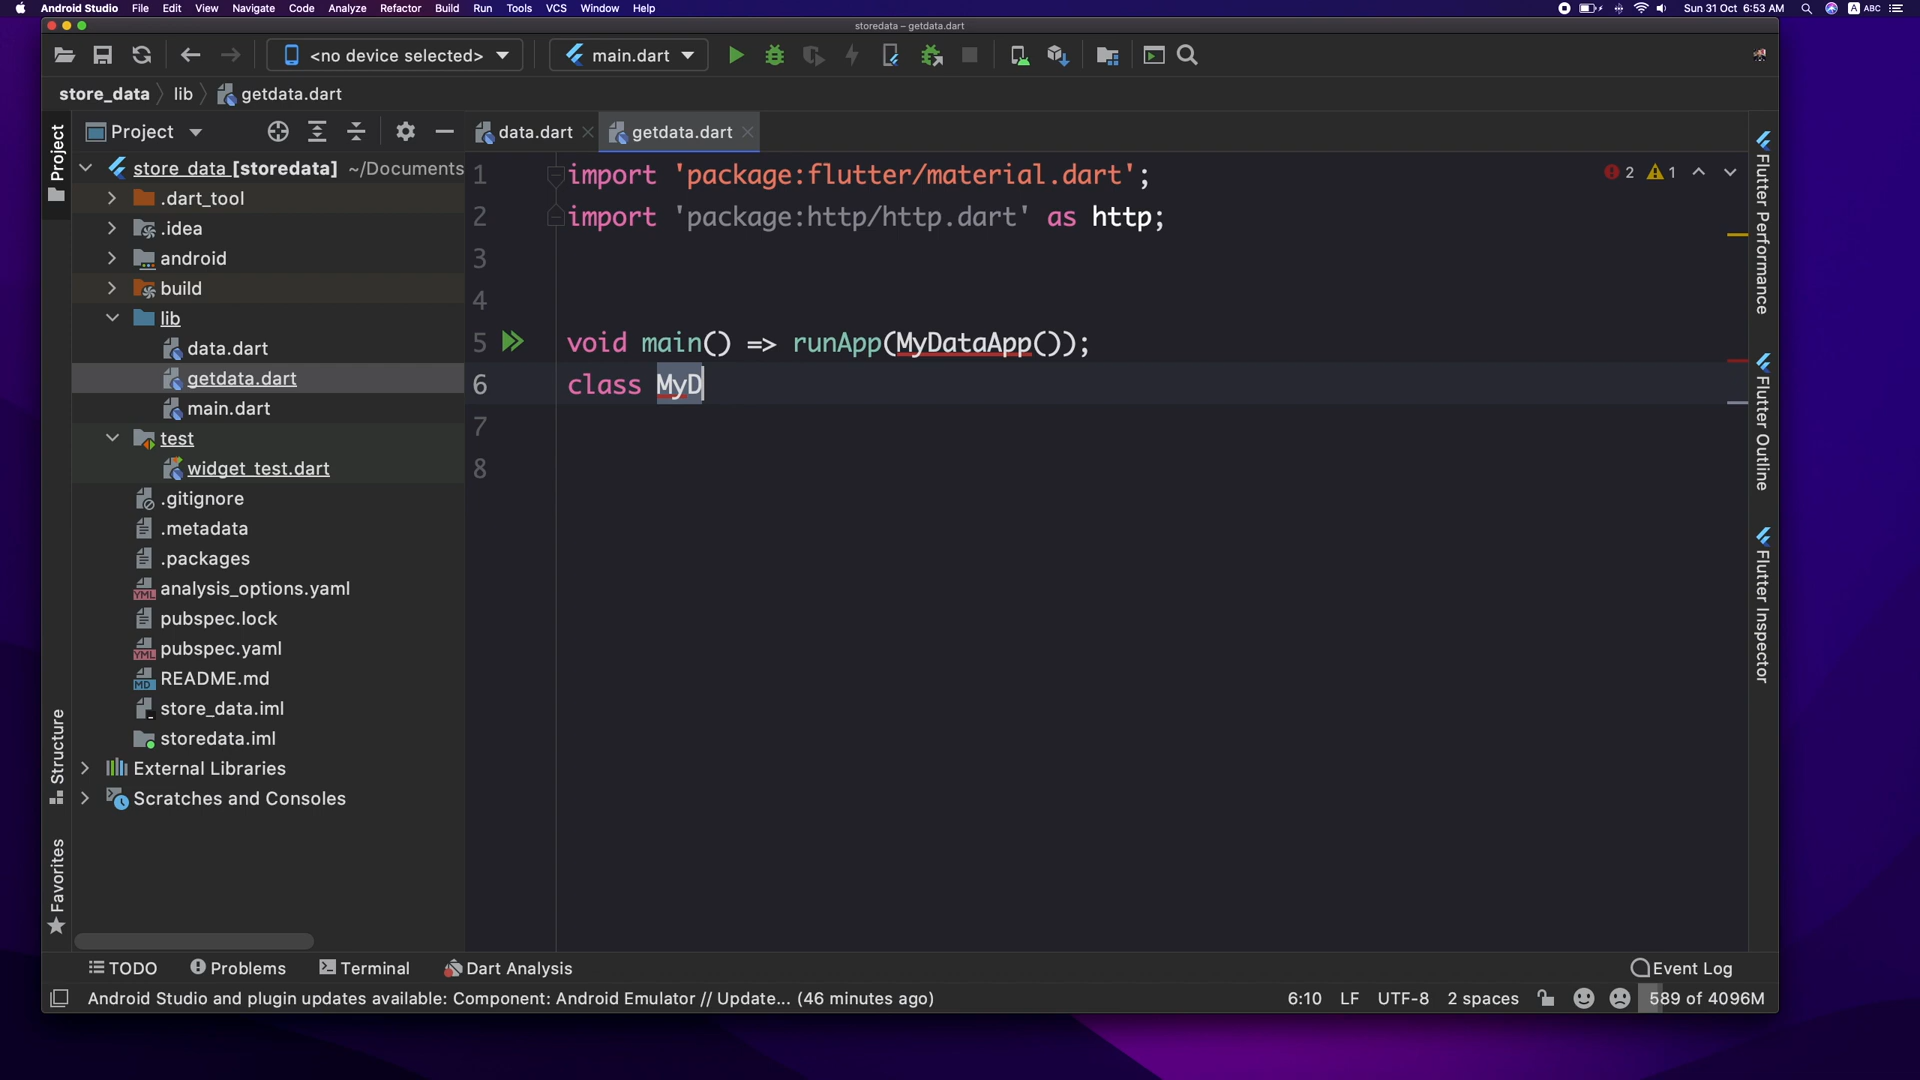 Android Studio File Edit View Navigate Code Analyze Refactor Build Run Tools VCS Window Help A ABC Sun 31 Oct 6:53 AM
storedata – getdata.dart
<no device selected> main.dart
store_data lib getdata.dart
Project
data.dart getdata.dart
store_data [storedata] ~/Documents
.dart_tool
.idea
android
build
lib
data.dart
getdata.dart
main.dart
test
widget_test.dart
.gitignore
.metadata
.packages
analysis_options.yaml
pubspec.lock
pubspec.yaml
README.md
store_data.iml
storedata.iml
External Libraries
Scratches and Consoles
1 import 'package:flutter/material.dart';
2 import 'package:http/http.dart' as http;
3
4
5 void main() => runApp(MyDataApp());
6 class MyD
7
8
2 1
Project
Structure
Favorites
Flutter Performance
Flutter Outline
Flutter Inspector
TODO Problems Terminal Dart Analysis Event Log
Android Studio and plugin updates available: Component: Android Emulator // Update... (46 minutes ago) 6:10 LF UTF-8 2 spaces 589 of 4096M